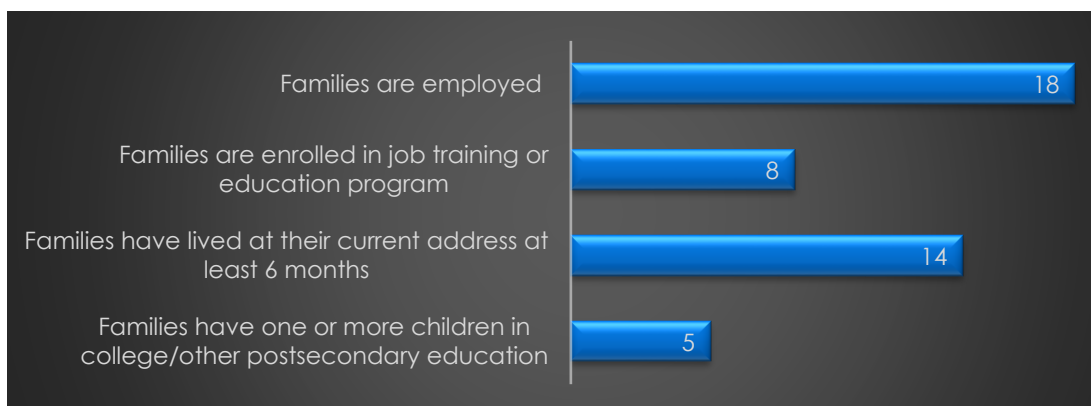 Families are employed
18
Families are enrolled in job training or
education program
8
Families have lived at their current address at
least 6 months
14
Families have one or more children in
college/other postsecondary education
5